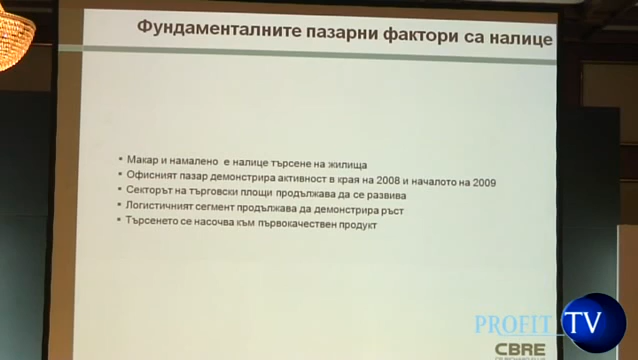 Фундаменталните пазарни фактори са налице
▪ Макар и намалено е налице търсене на жилища
▪ Офисният пазар демонстрира активност в края на 2008 и началото на 2009
▪ Секторът на търговски площи продължава да се развива
▪ Логистичният сегмент продължава да демонстрира ръст
▪ Търсенето се насочва към първокачествен продукт
PROFIT TV
CBRE